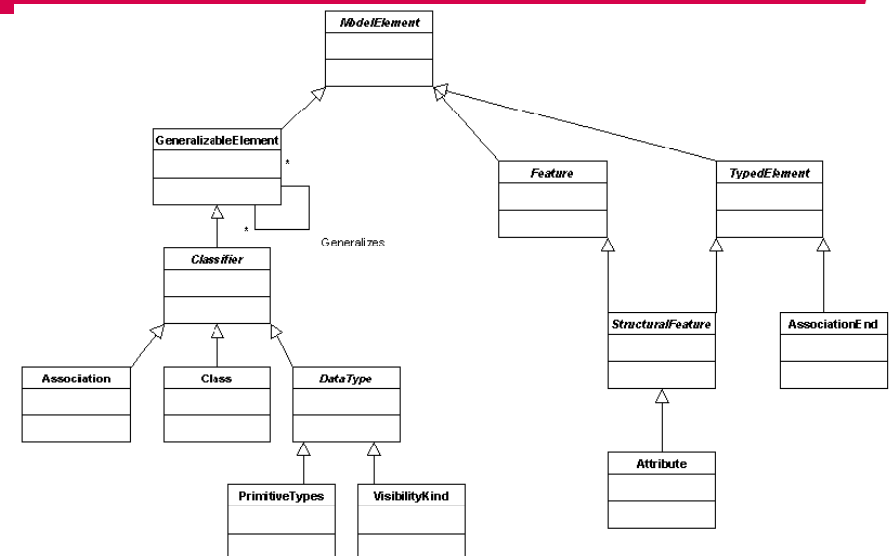 ModelElement
GeneralizableElement
*
Feature
TypedElement
*
Generalizes
Classifier
StructuralFeature
AssociationEnd
Association
Class
DataType
Attribute
PrimitiveTypes
VisibilityKind